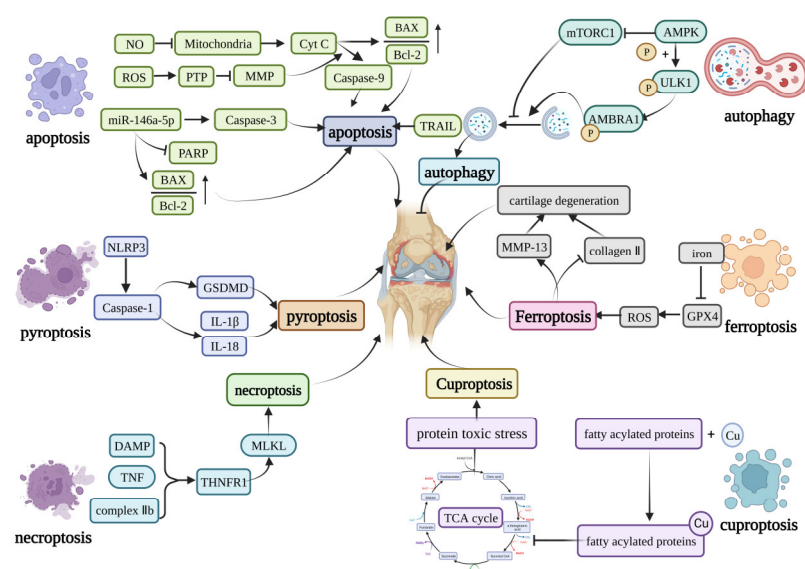 NO
Mitochondria
Cyt C
BAX
Bcl-2
ROS
PTP
MMP
Caspase-9
apoptosis
miR-146a-5p
Caspase-3
apoptosis
TRAIL
PARP
BAX
Bcl-2
mTORC1
AMPK
P
+
P
ULK1
AMBRA1
P
autophagy
autophagy
cartilage degeneration
MMP-13
collagen Ⅱ
iron
Ferroptosis
ROS
GPX4
ferroptosis
NLRP3
Caspase-1
GSDMD
IL-1β
IL-18
pyroptosis
pyroptosis
necroptosis
MLKL
DAMP
TNF
complex Ⅱb
THNFR1
necroptosis
Cuproptosis
protein toxic stress
TCA cycle
fatty acylated proteins
+
Cu
fatty acylated proteins
Cu
cuproptosis